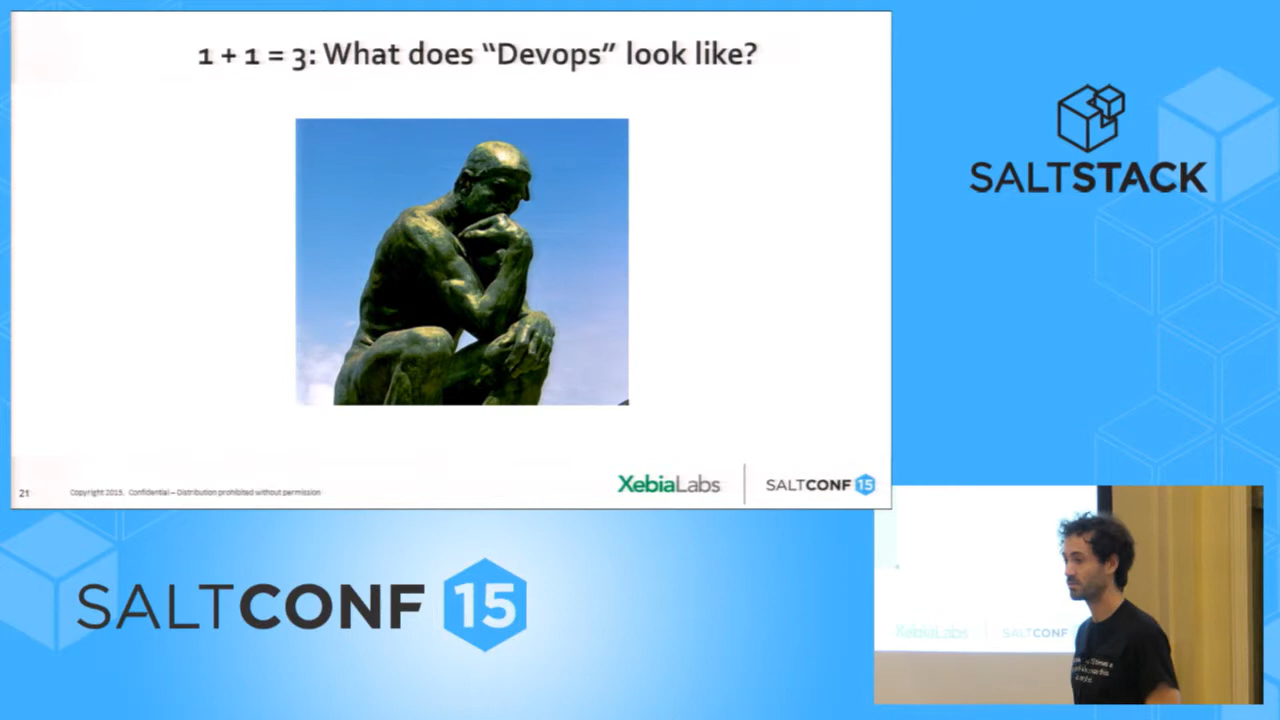 1 + 1 = 3: What does “Devops” look like?
SALTSTACK
21
Copyright 2015. Confidential – Distribution prohibited without permission
XebiaLabs
SALTCONF 15
SALTCONF 15
XebiaLabs
SALTCONF